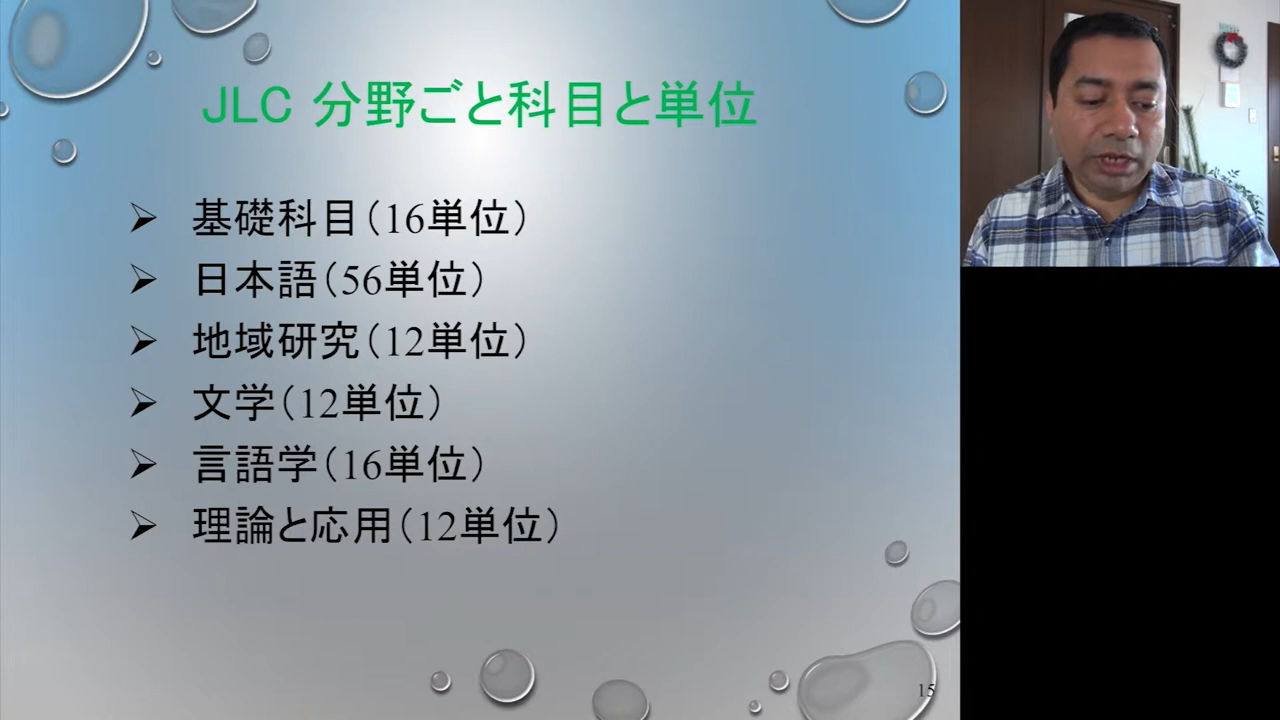 JLC 分野ごと科目と単位
➢ 基礎科目（16単位）
➢ 日本語（56単位）
➢ 地域研究（12単位）
➢ 文学（12単位）
➢ 言語学（16単位）
➢ 理論と応用（12単位）
15